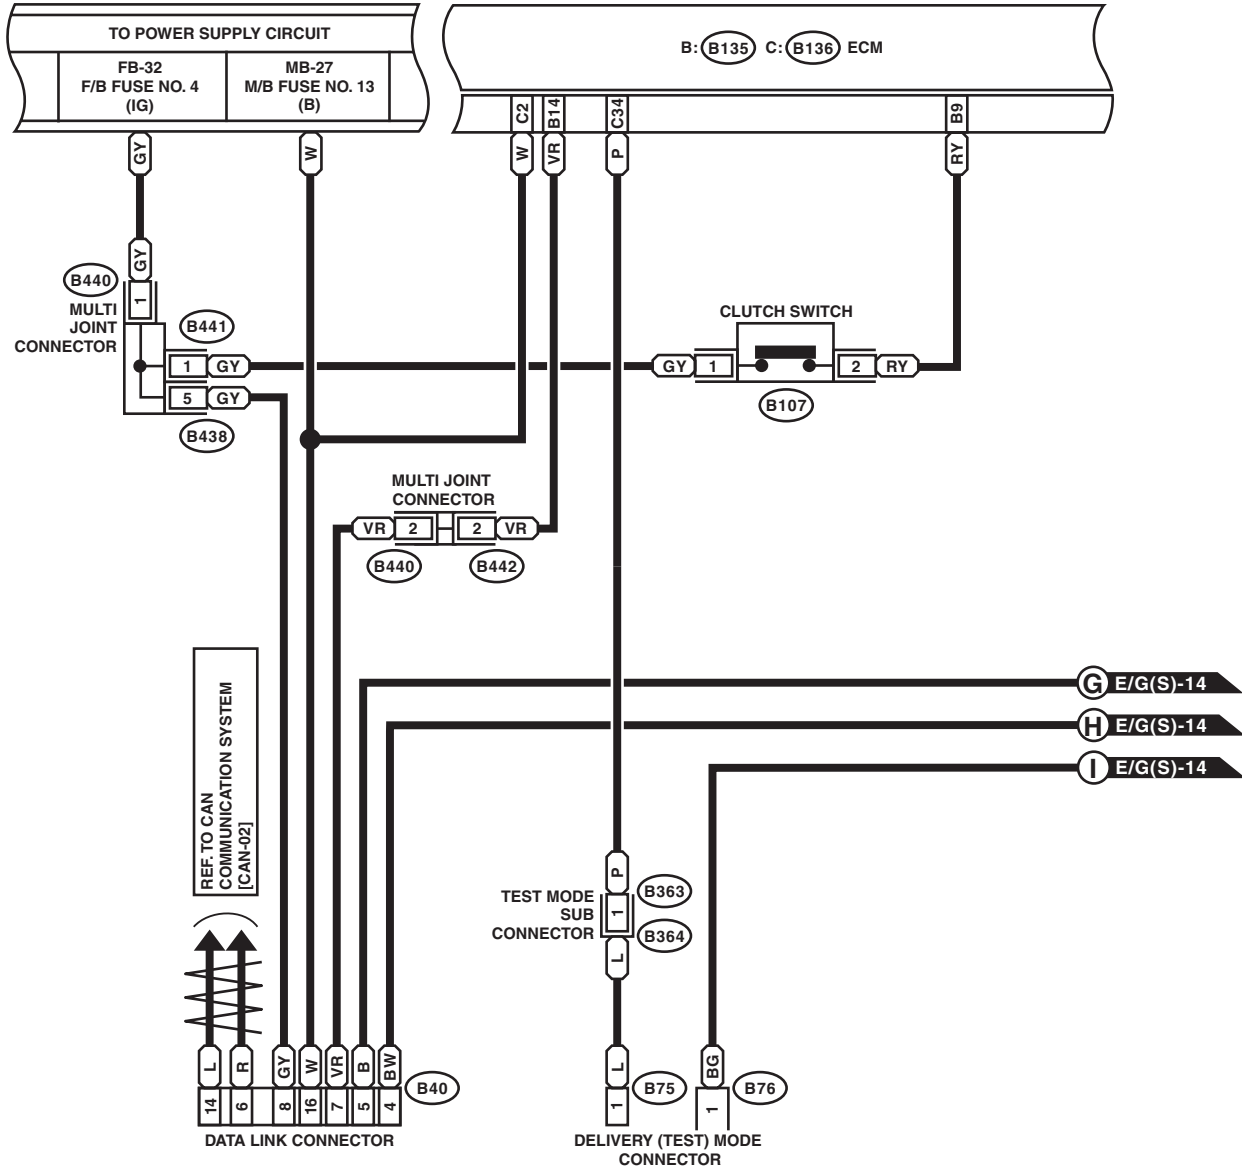 TO POWER SUPPLY CIRCUIT
FB-32
F/B FUSE NO. 4
(IG)
MB-27
M/B FUSE NO. 13
(B)
B: B135 C: B136 ECM
C2
B14
C34
B9
GY
W
W
VR
P
RY
GY
B440
1
MULTI
JOINT
CONNECTOR
B441
1 GY
5 GY
B438
CLUTCH SWITCH
GY 1
2 RY
B107
MULTI JOINT
CONNECTOR
VR 2
2 VR
B440
B442
REF. TO CAN
COMMUNICATION SYSTEM
[CAN-02]
G E/G(S)-14
H E/G(S)-14
I E/G(S)-14
P
TEST MODE
SUB
CONNECTOR
1
B363
B364
L
L
R
GY
W
VR
B
BW
B40
14
6
8
16
7
5
4
DATA LINK CONNECTOR
L
B75
1
BG
B76
1
DELIVERY (TEST) MODE
CONNECTOR